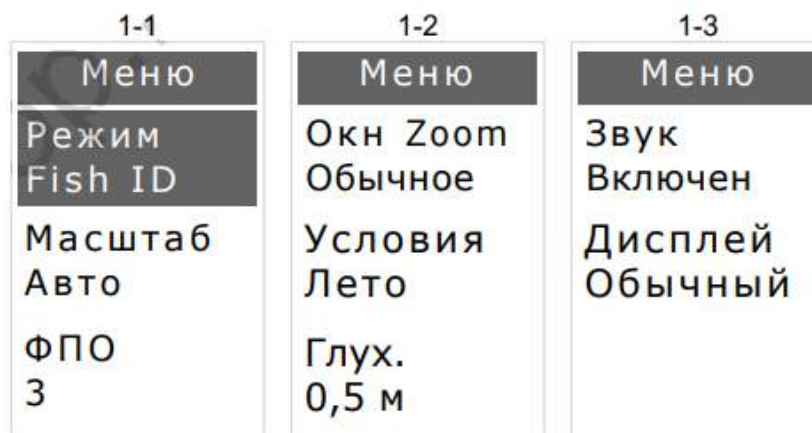 1-1
Меню
Режим
Fish ID
Масштаб
Авто
ФПО
3
1-2
Меню
Окн Zoom
Обычное
Условия
Лето
Глух.
0,5 м
1-3
Меню
Звук
Включен
Дисплей
Обычный